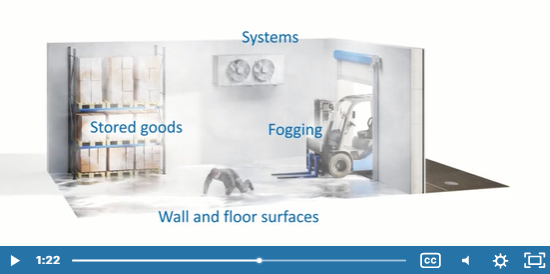 Systems
Stored goods
Fogging
Wall and floor surfaces
1:22
CC